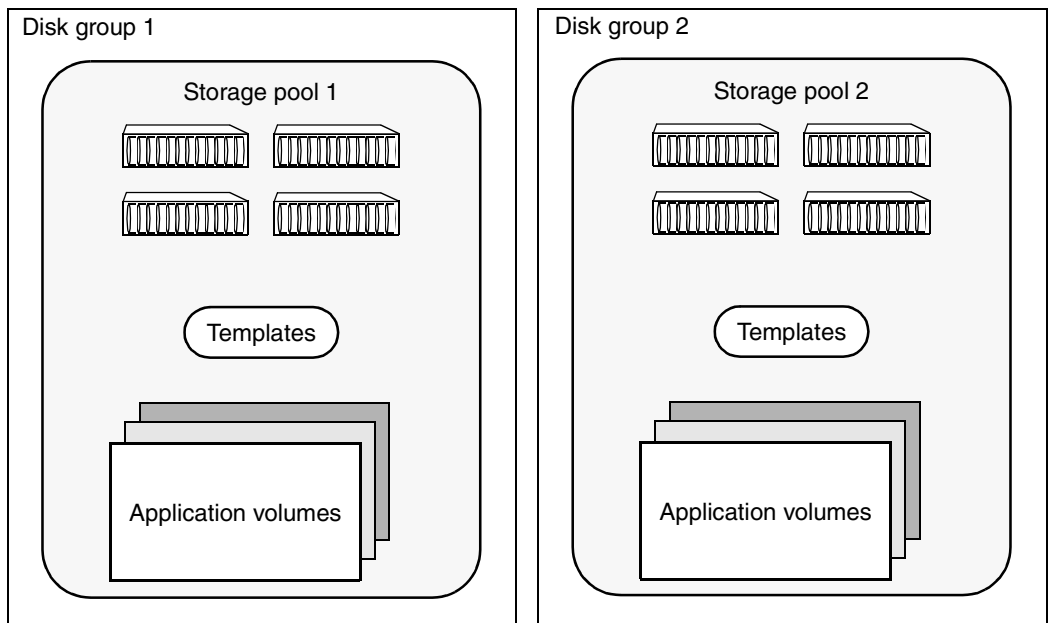 Disk group 1
Storage pool 1
Templates
Application volumes
Disk group 2
Storage pool 2
Templates
Application volumes